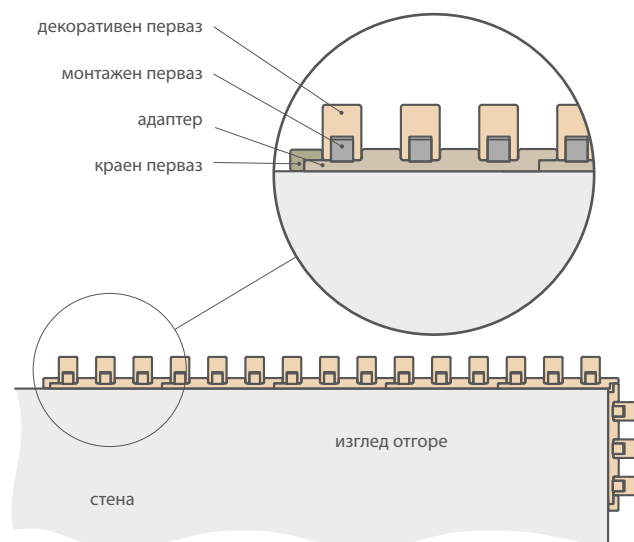 декоративен перваз
монтажен перваз
адаптер
краен перваз
изглед отгоре
стена